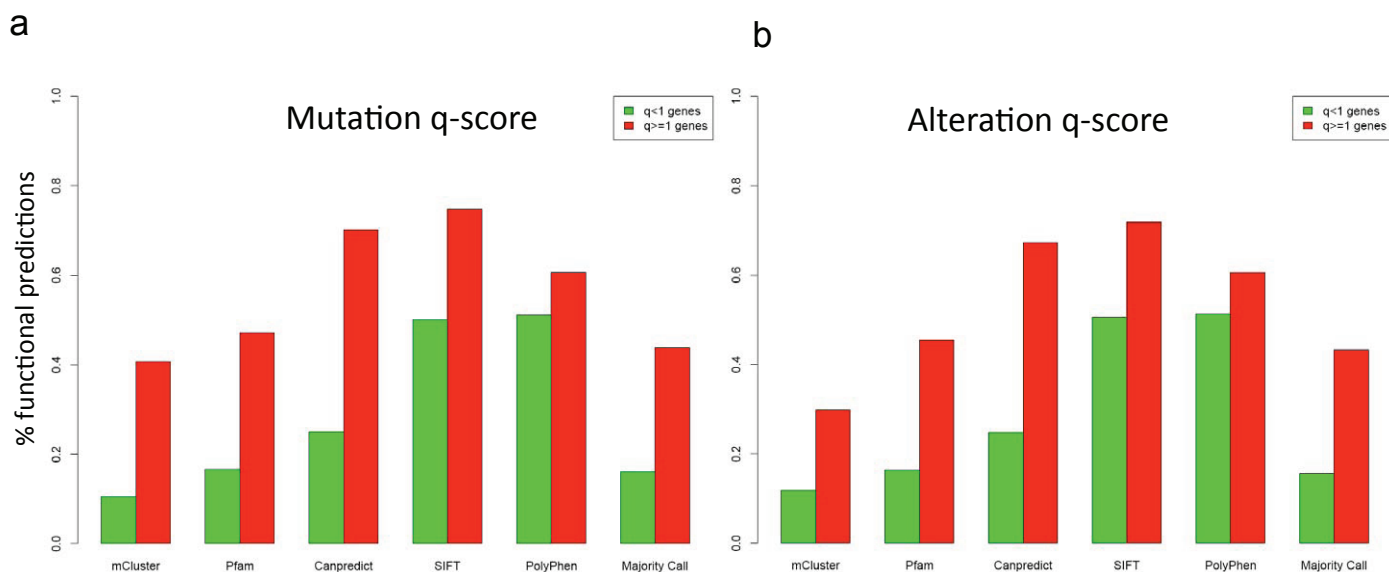 a
Mutation q-score
q<1 genes
q>=1 genes
% functional predictions
1.0
0.8
0.6
0.4
0.2
0.0
mCluster
Pfam
Canpredict
SIFT
PolyPhen
Majority Call
b
Alteration q-score
q<1 genes
q>=1 genes
1.0
0.8
0.6
0.4
0.2
0.0
mCluster
Pfam
Canpredict
SIFT
PolyPhen
Majority Call